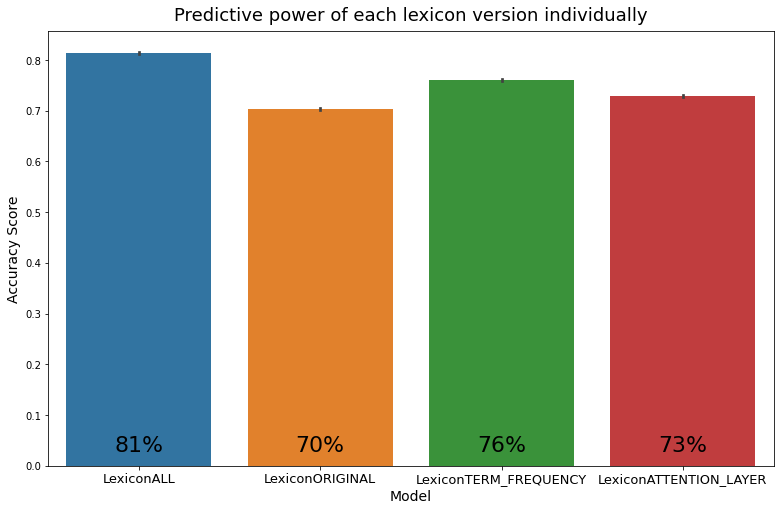 Predictive power of each lexicon version individually
Accuracy Score
0.8
0.7
0.6
0.5
0.4
0.3
0.2
0.1
0.0
81% 70% 76% 73%
LexiconALL LexiconORIGINAL LexiconTERM_FREQUENCY LexiconATTENTION_LAYER
Model